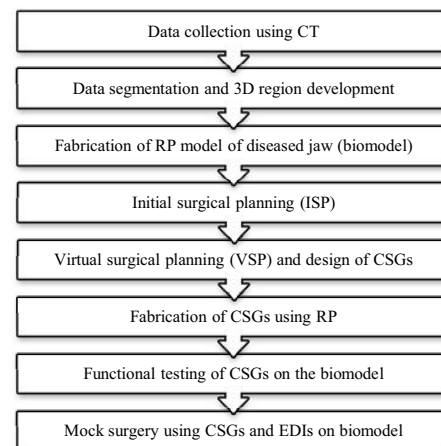 Data collection using CT
Data segmentation and 3D region development
Fabrication of RP model of diseased jaw (biomodel)
Initial surgical planning (ISP)
Virtual surgical planning (VSP) and design of CSGs
Fabrication of CSGs using RP
Functional testing of CSGs on the biomodel
Mock surgery using CSGs and EDIs on biomodel